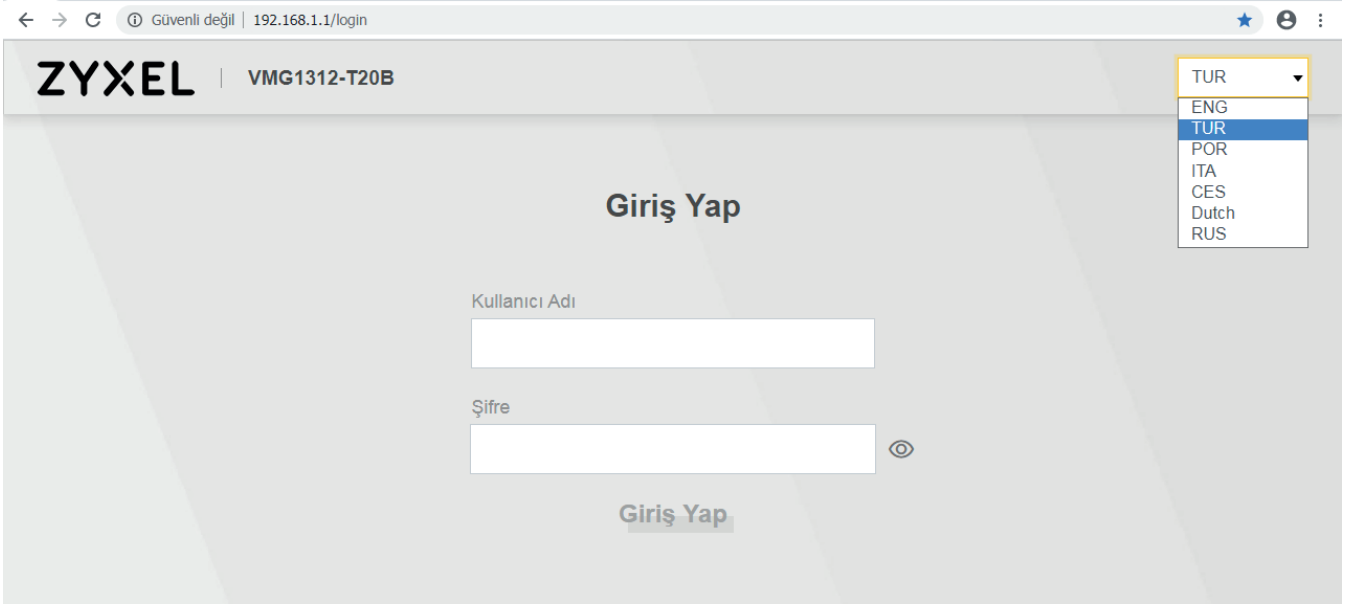 Güvenli değil | 192.168.1.1/login
ZYXEL | VMG1312-T20B
TUR
ENG
TUR
POR
ITA
CES
Dutch
RUS
Giriş Yap
Kullanıcı Adı
Şifre
Giriş Yap